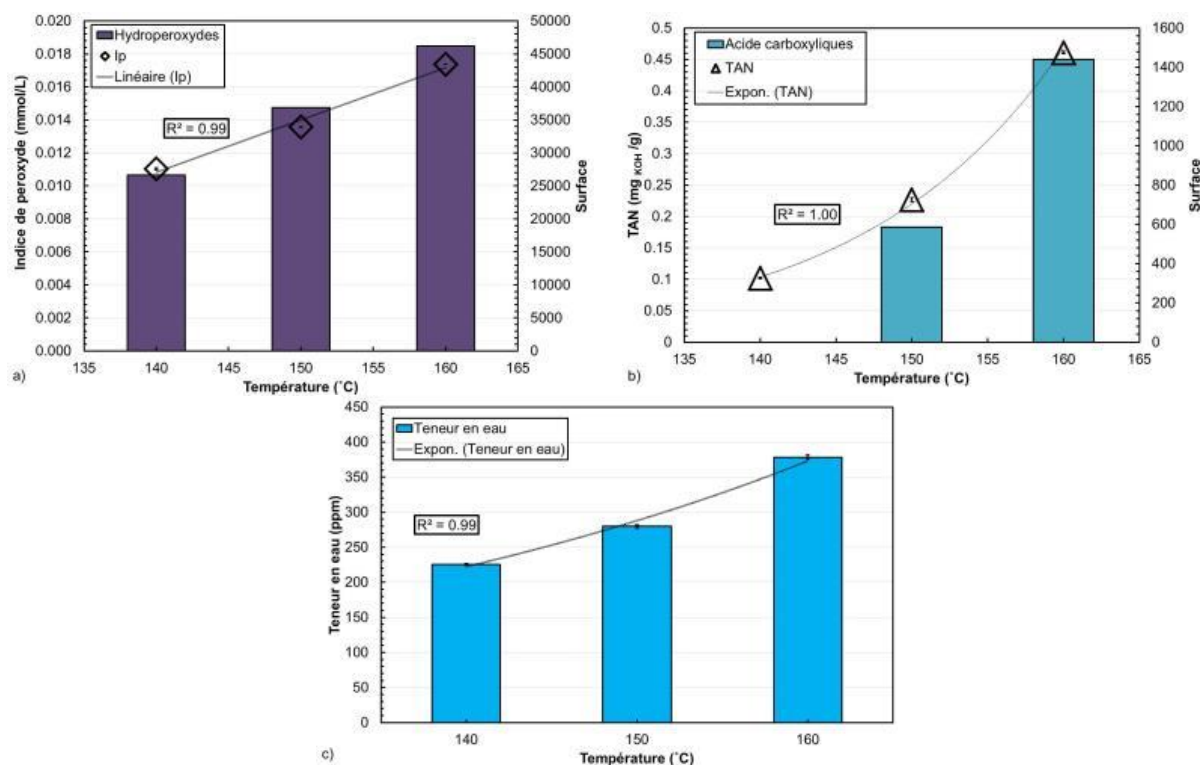 Hydroperoxydes
Ip
Linéaire (Ip)
R² = 0.99
Indice de peroxyde (mmol/L)
0.020
0.018
0.016
0.014
0.012
0.010
0.008
0.006
0.004
0.002
0.000
50000
45000
40000
35000
30000
25000
20000
15000
10000
5000
0
Surface
135 140 145 150 155 160 165
Température (˚C)
a)
Acide carboxyliques
TAN
Expon. (TAN)
R² = 1.00
TAN (mg KOH /g)
0.5
0.45
0.4
0.35
0.3
0.25
0.2
0.15
0.1
0.05
0
1600
1400
1200
1000
800
600
400
200
0
Surface
135 140 145 150 155 160 165
Température (˚C)
b)
Teneur en eau
Expon. (Teneur en eau)
R² = 0.99
Teneur en eau (ppm)
450
400
350
300
250
200
150
100
50
0
140 150 160
Température (˚C)
c)